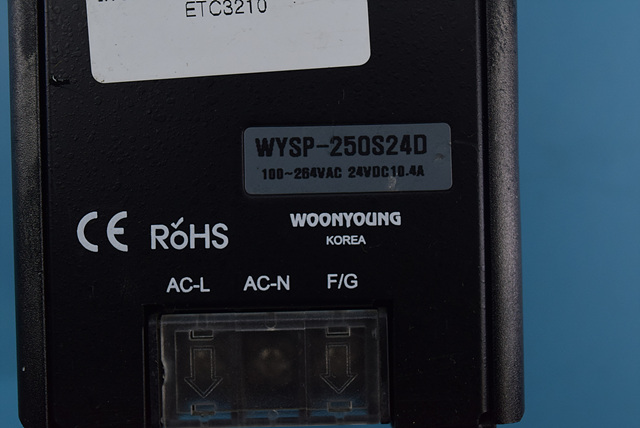 ETC3210
WYSP-250S24D
100~264VAC 24VDC10.4A
CE RoHS
WOONYOUNG
KOREA
AC-L AC-N F/G